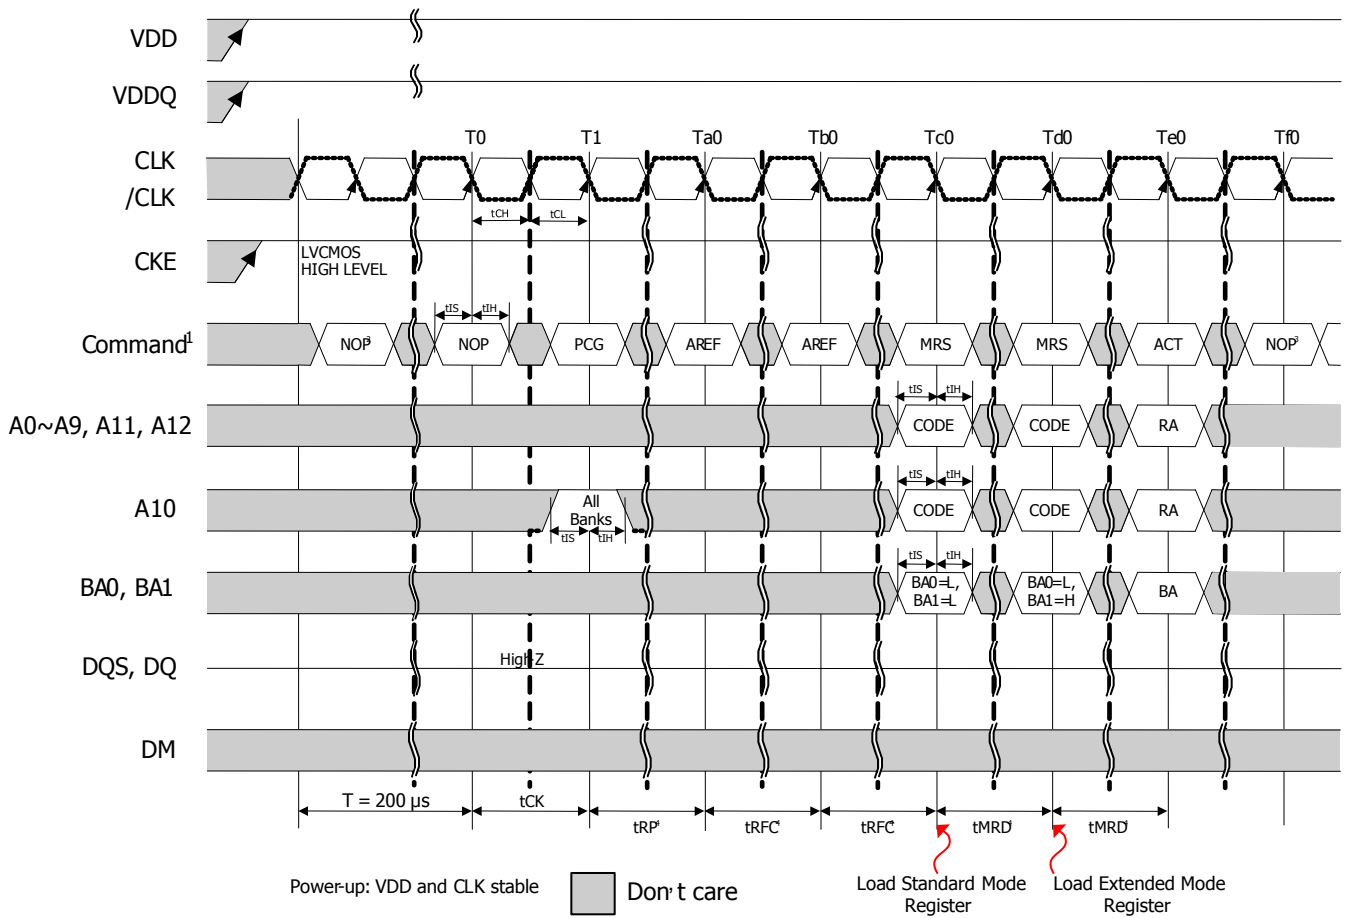 VDD
VDDQ
T0 T1 Ta0 Tb0 Tc0 Td0 Te0 Tf0
CLK
/CLK
tCH tCL
CKE
LVCMOS
HIGH LEVEL
tIS tIH
Command1 NOP3 NOP PCG AREF AREF MRS MRS ACT NOP3
tIS tIH
A0~A9, A11, A12 CODE CODE RA
tIS tIH
A10 All
Banks CODE CODE RA
tIS tIH
tIS tIH
BA0, BA1 BA0=L,
BA1=L BA0=L,
BA1=H BA
DQS, DQ High-Z
DM
T = 200 µs tCK
tRP4 tRFC4 tRFC4 tMRD4 tMRD4
Power-up: VDD and CLK stable
Don't care
Load Standard Mode
Register
Load Extended Mode
Register